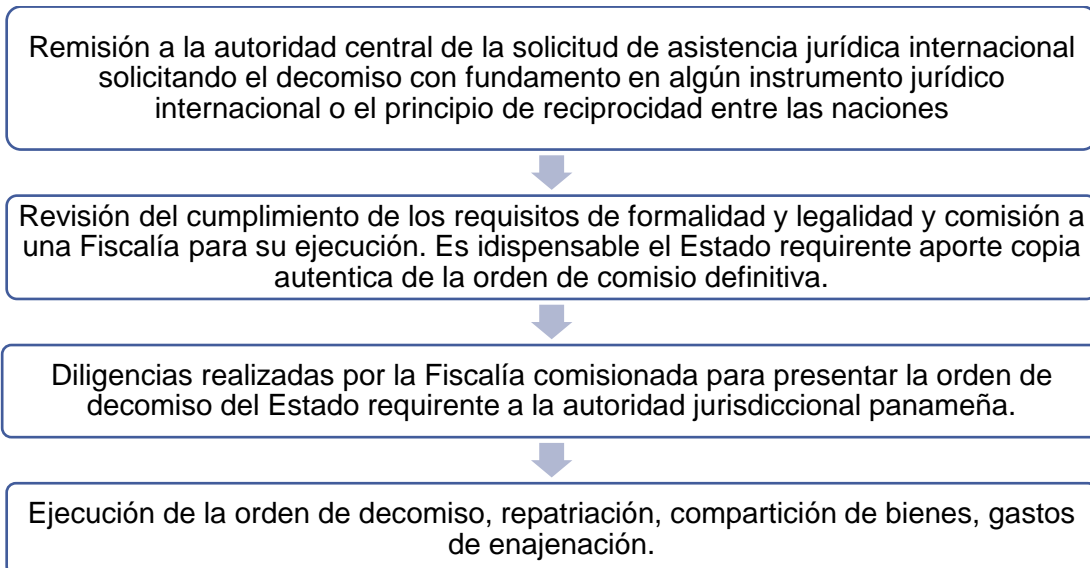 Remisión a la autoridad central de la solicitud de asistencia jurídica internacional
solicitando el decomiso con fundamento en algún instrumento jurídico
internacional o el principio de reciprocidad entre las naciones
Revisión del cumplimiento de los requisitos de formalidad y legalidad y comisión a
una Fiscalía para su ejecución. Es idispensable el Estado requirente aporte copia
autentica de la orden de comisio definitiva.
Diligencias realizadas por la Fiscalía comisionada para presentar la orden de
decomiso del Estado requirente a la autoridad jurisdiccional panameña.
Ejecución de la orden de decomiso, repatriación, compartición de bienes, gastos
de enajenación.